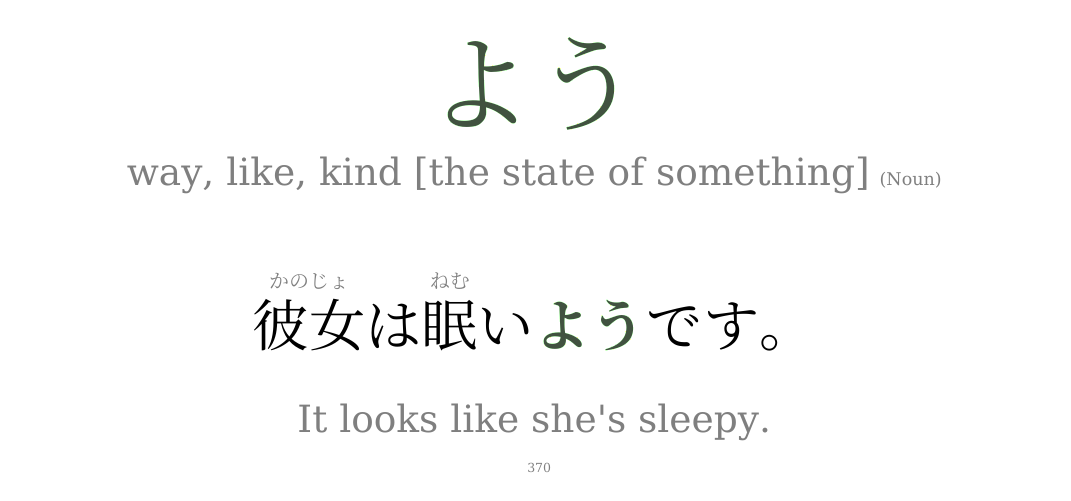 よう
way, like, kind [the state of something] (Noun)
かのじょ ねむ
彼女は眠いようです。
It looks like she's sleepy.
370